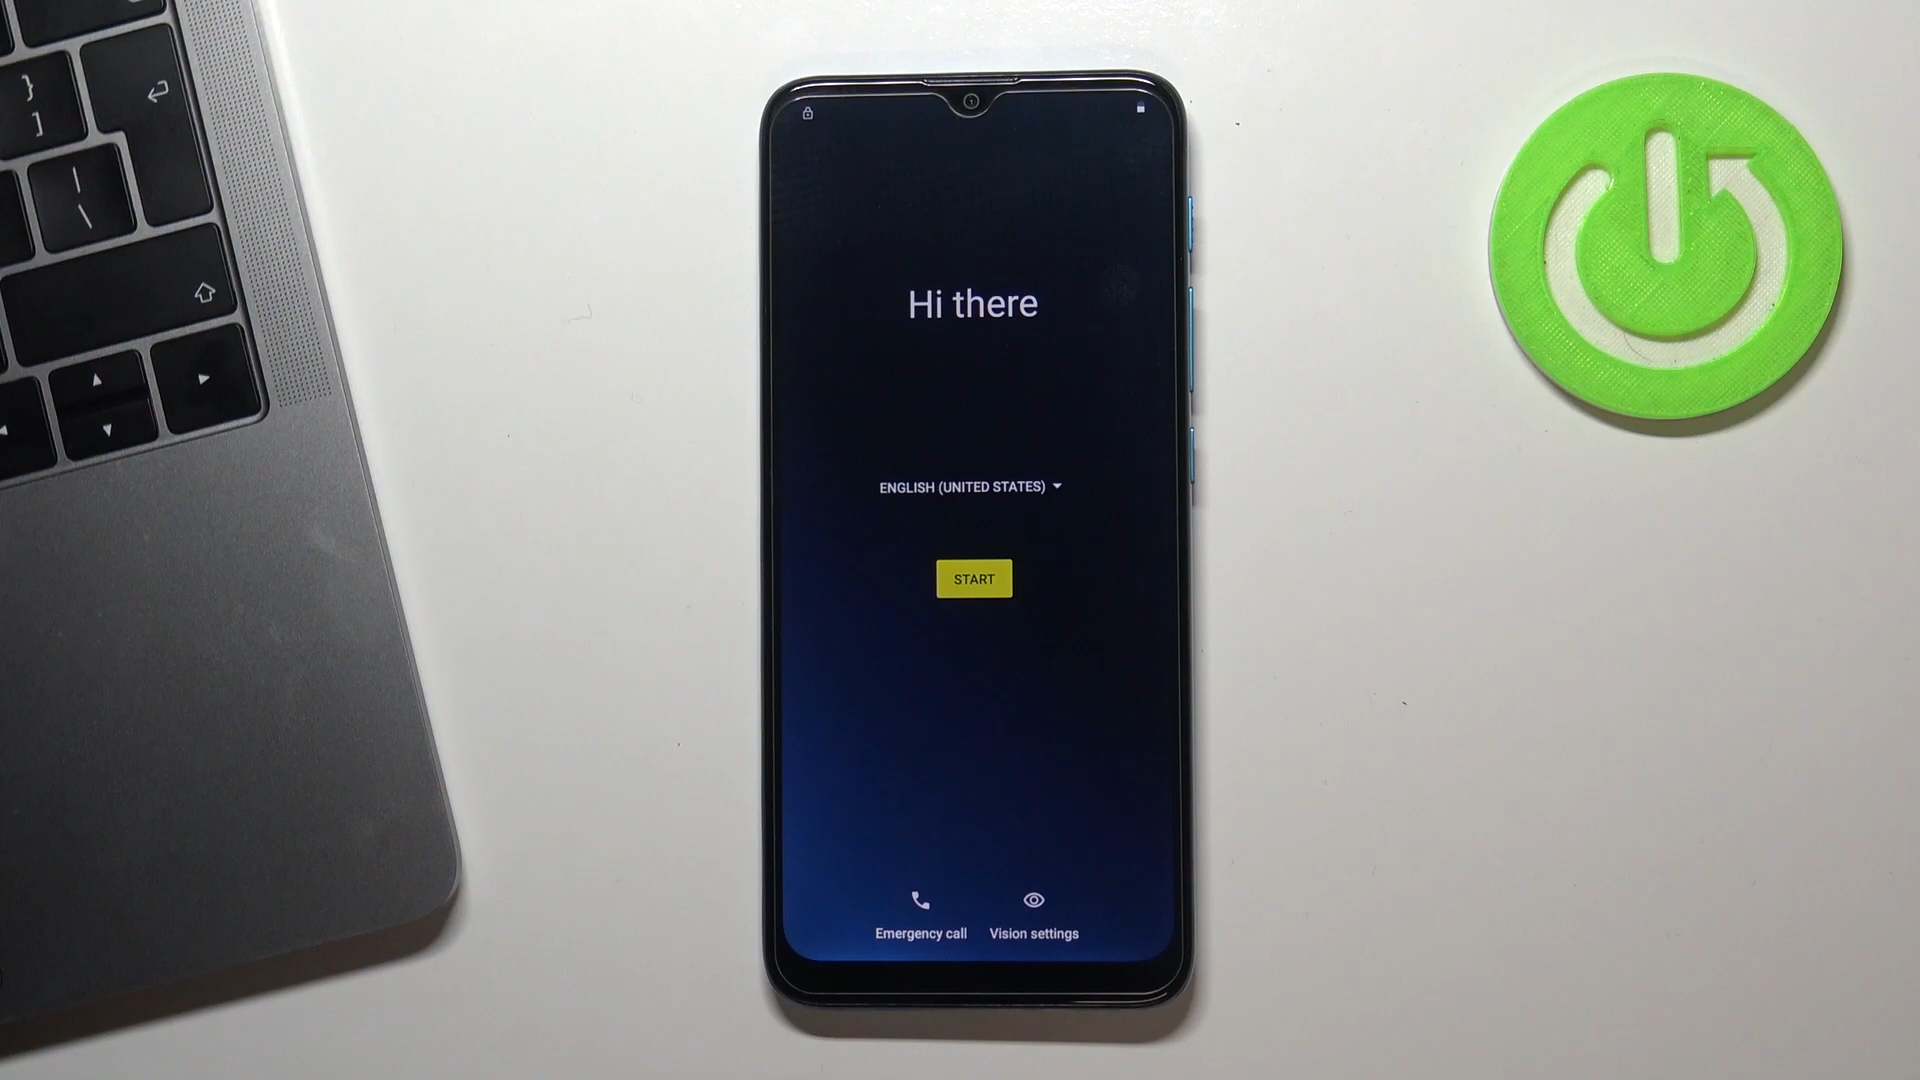 }
]
|
\
Hi there
ENGLISH (UNITED STATES)
START
Emergency call
Vision settings